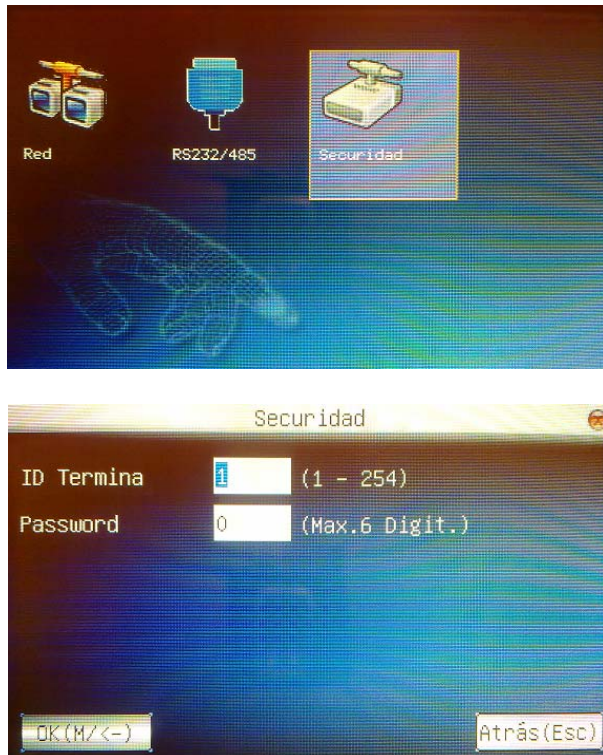 Red
RS232/485
Securidad
Securidad
ID Termina 1 (1 - 254)
Password 0 (Max.6 Digit.)
OK(M/<-) Atrás(Esc)